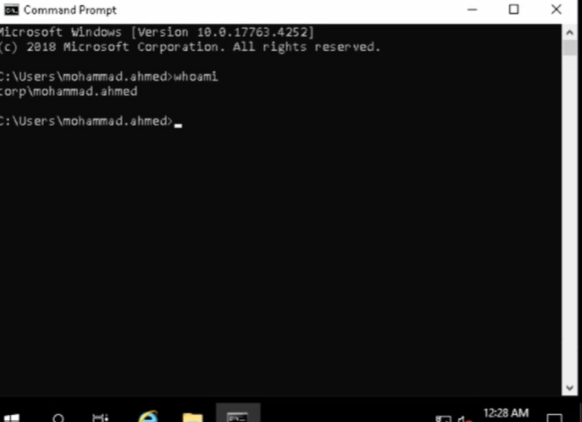 Command Prompt
Microsoft Windows [Version 10.0.17763.4252]
(c) 2018 Microsoft Corporation. All rights reserved.
C:\Users\mohammad.ahmed>whoami
corp\mohammad.ahmed
C:\Users\mohammad.ahmed>
12:28 AM